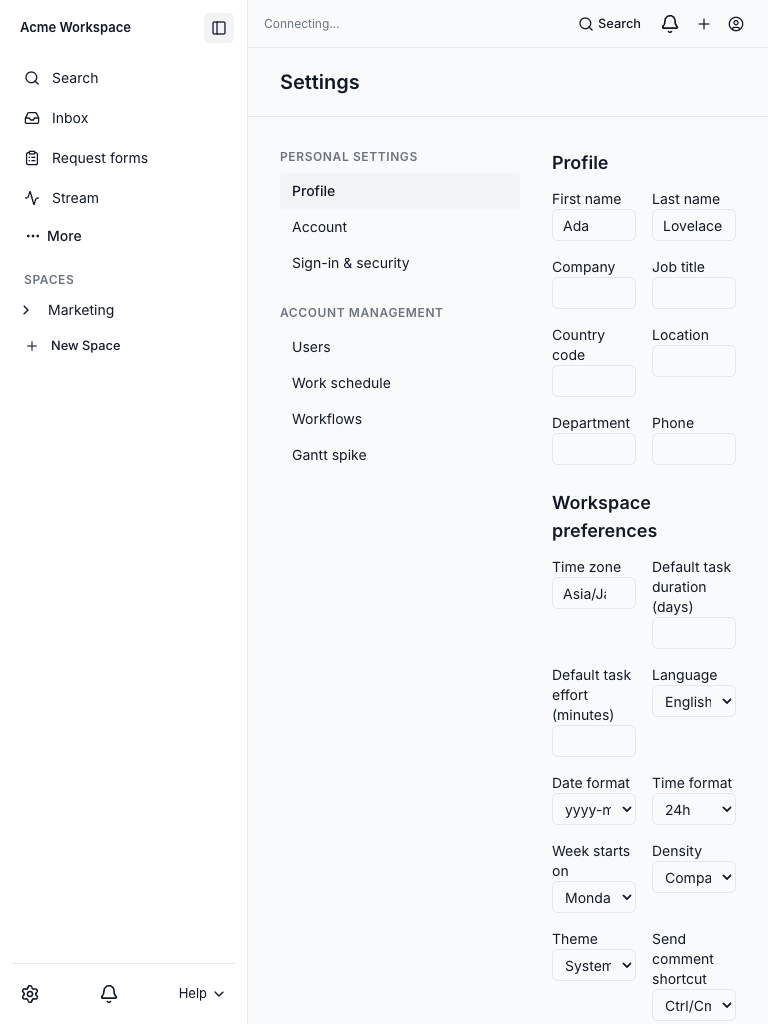 Acme Workspace
Search
Inbox
Request forms
Stream
More
SPACES
Marketing
New Space
Help
Connecting...
Search
Settings
PERSONAL SETTINGS
Profile
Account
Sign-in & security
ACCOUNT MANAGEMENT
Users
Work schedule
Workflows
Gantt spike
Profile
First name
Last name
Ada
Lovelace
Company
Job title
Country
code
Location
Department
Phone
Workspace
preferences
Time zone
Asia/Ja
Default task
duration
(days)
Default task
effort
(minutes)
Language
English
Date format
yyyy-m
Time format
24h
Week starts
on
Monda
Density
Compa
Theme
System
Send
comment
shortcut
Ctrl/Cm